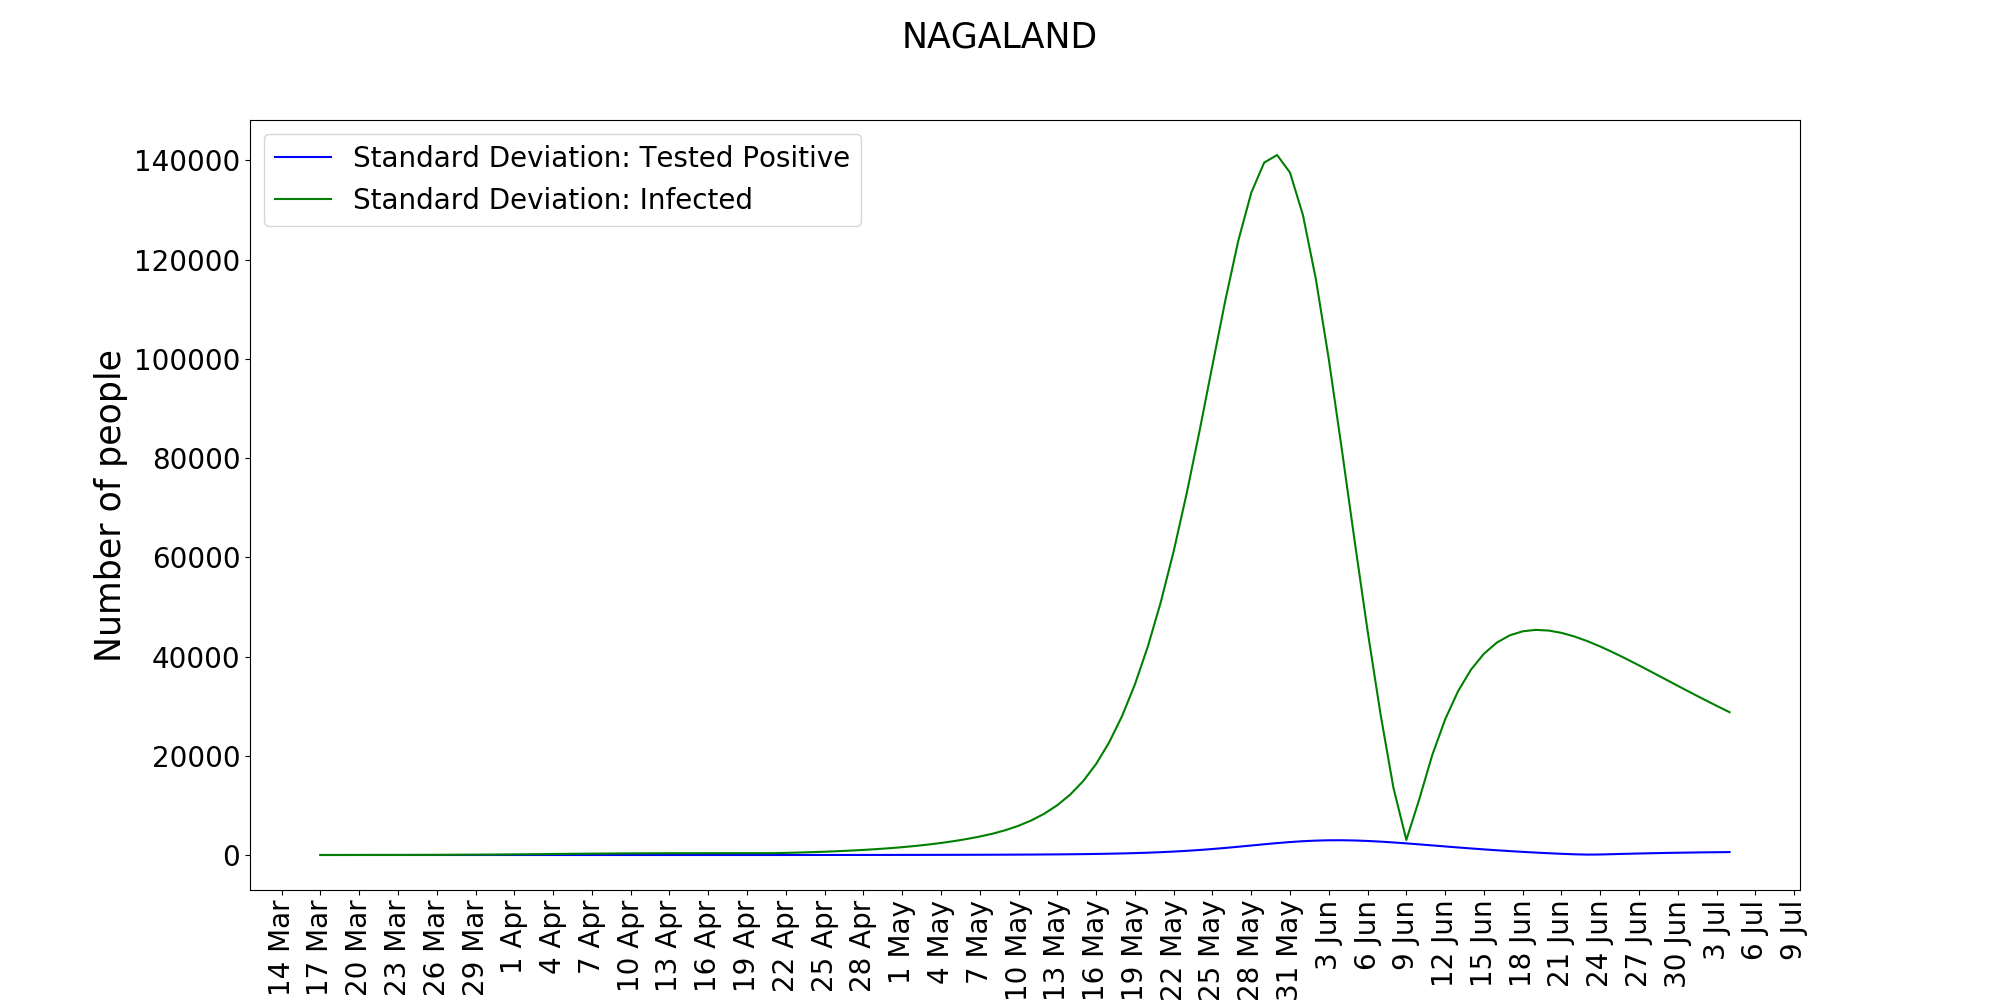 NAGALAND
Standard Deviation: Tested Positive
Standard Deviation: Infected
Number of people
140000
120000
100000
80000
60000
40000
20000
0
14 Mar
17 Mar
20 Mar
23 Mar
26 Mar
29 Mar
1 Apr
4 Apr
7 Apr
10 Apr
13 Apr
16 Apr
19 Apr
22 Apr
25 Apr
28 Apr
1 May
4 May
7 May
10 May
13 May
16 May
19 May
22 May
25 May
28 May
31 May
3 Jun
6 Jun
9 Jun
12 Jun
15 Jun
18 Jun
21 Jun
24 Jun
27 Jun
30 Jun
3 Jul
6 Jul
9 Jul